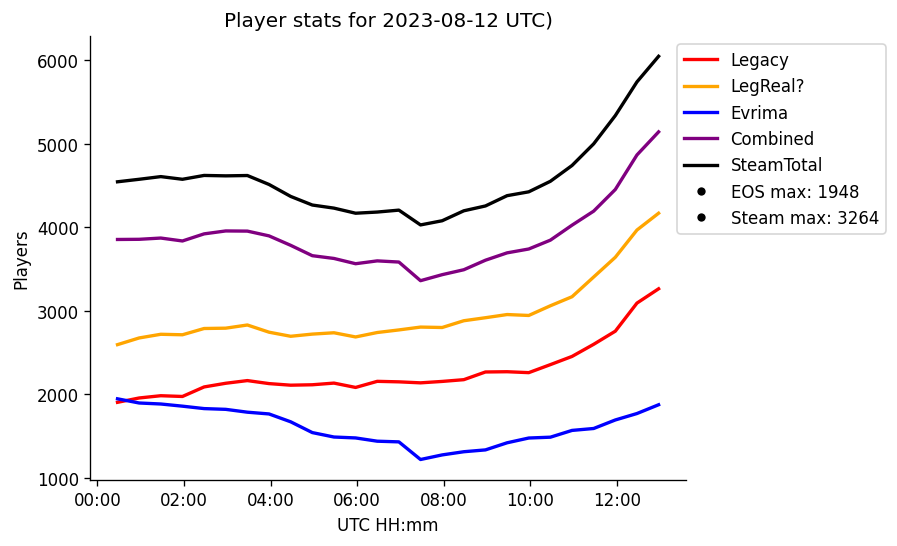 Player stats for 2023-08-12 UTC)
6000
5000
4000
3000
2000
1000
Players
00:00 02:00 04:00 06:00 08:00 10:00 12:00
UTC HH:mm
Legacy
LegReal?
Evrima
Combined
SteamTotal
EOS max: 1948
Steam max: 3264